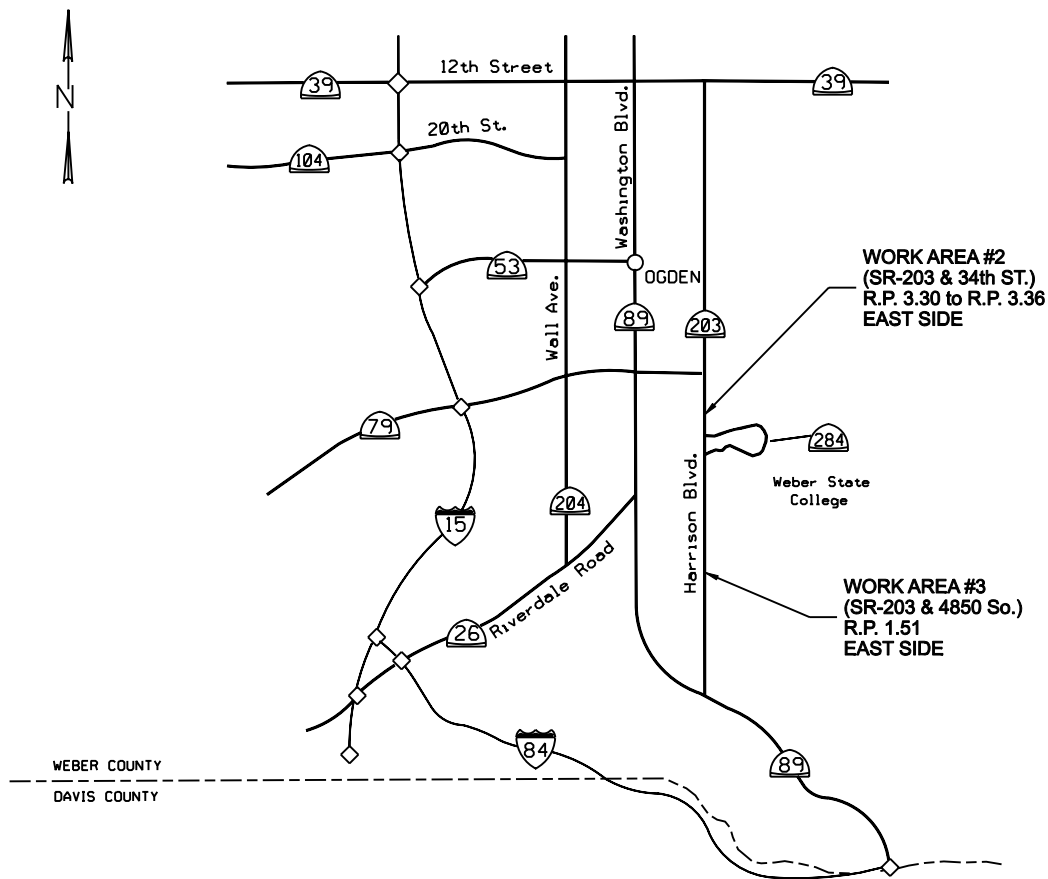 N
12th Street
39
39
20th St.
104
Washington Blvd.
WORK AREA #2
(SR-203 & 34th ST.)
R.P. 3.30 to R.P. 3.36
EAST SIDE
53
OGDEN
Wall Ave.
89
203
79
284
Weber State
College
15
204
Harrison Blvd.
Riverdale Road
26
WORK AREA #3
(SR-203 & 4850 So.)
R.P. 1.51
EAST SIDE
84
89
WEBER COUNTY
DAVIS COUNTY